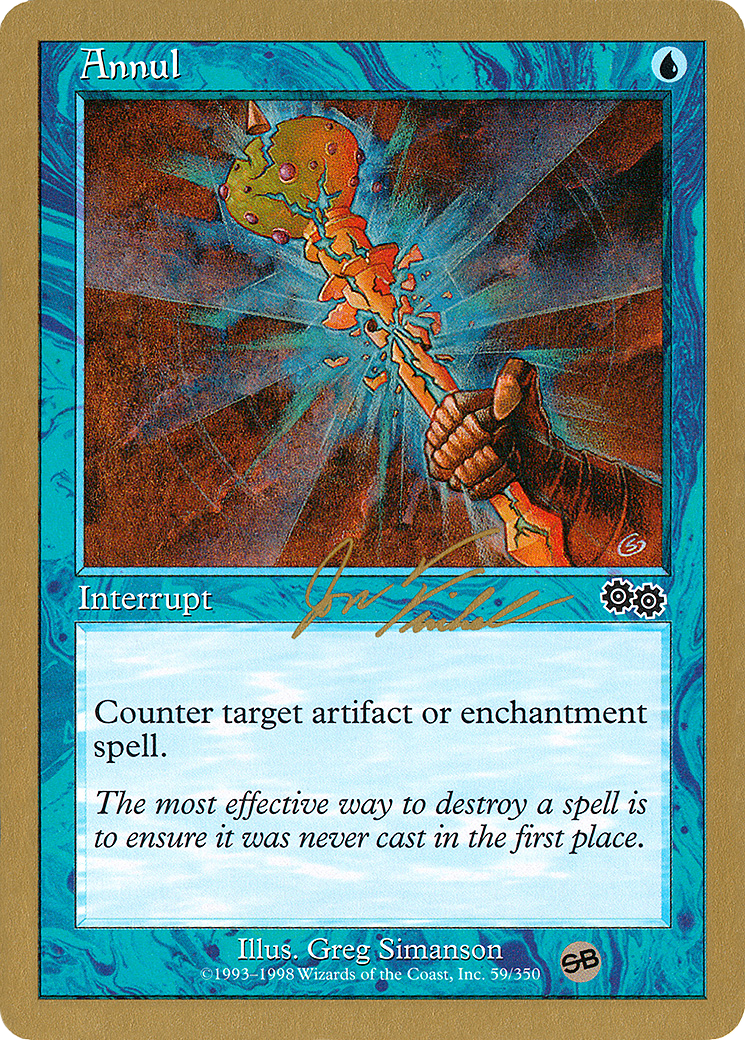 Annul
Jon Finkel
Interrupt
Counter target artifact or enchantment
spell.
The most effective way to destroy a spell is
to ensure it was never cast in the first place.
Illus. Greg Simanson
©1993–1998 Wizards of the Coast, Inc. 59/350
SB